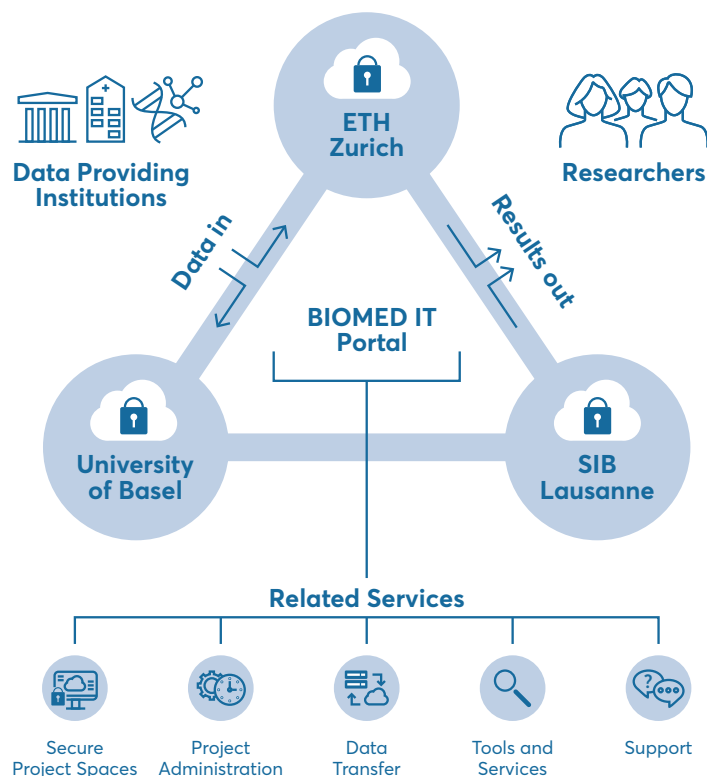 ETH
Zurich
Data Providing
Institutions
Researchers
Data in
Results out
BIOMED IT
Portal
University
of Basel
SIB
Lausanne
Related Services
Secure
Project Spaces
Project
Administration
Data
Transfer
Tools and
Services
Support